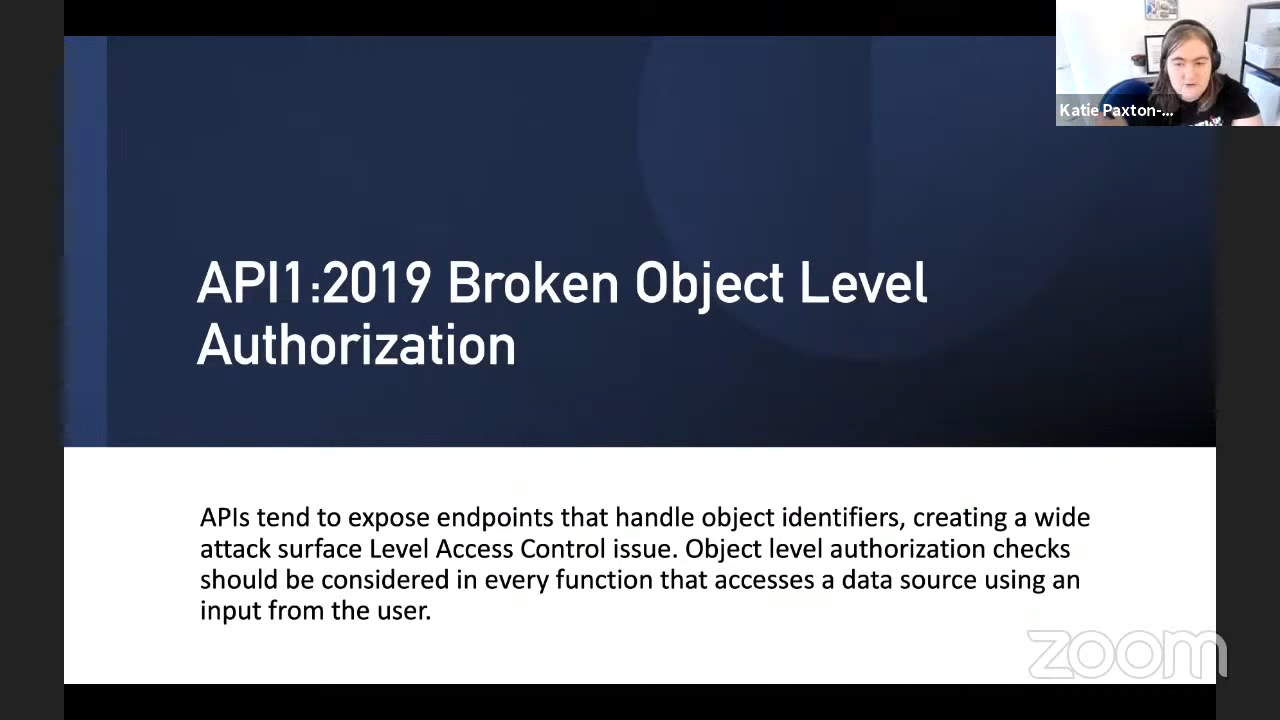 Katie Paxton-...
API1:2019 Broken Object Level
Authorization
APIs tend to expose endpoints that handle object identifiers, creating a wide
attack surface Level Access Control issue. Object level authorization checks
should be considered in every function that accesses a data source using an
input from the user.
zoom